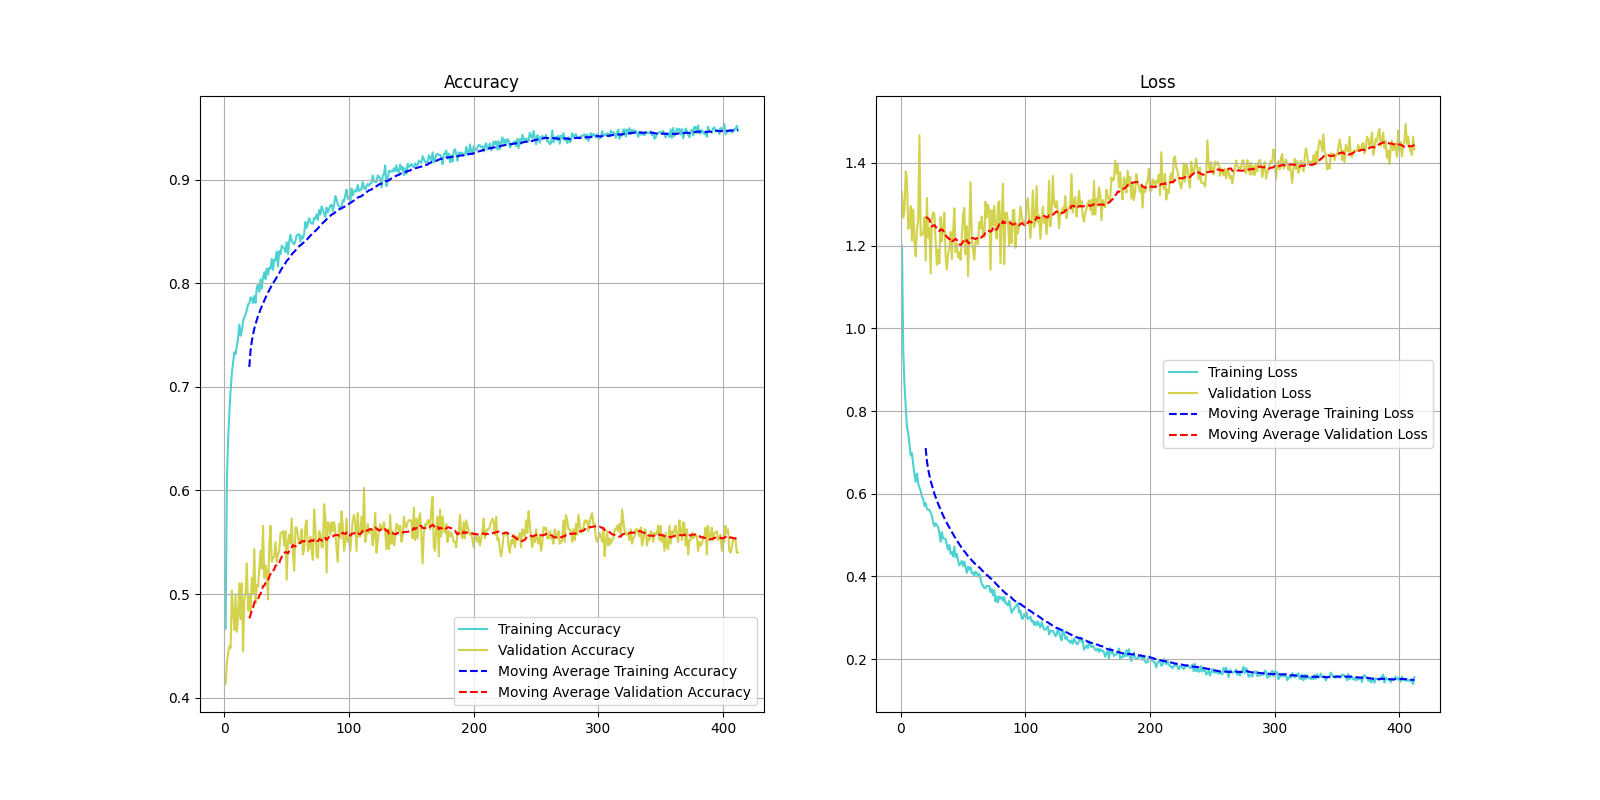 Accuracy
0.9
0.8
0.7
0.6
0.5
0.4
0
100
200
300
400
Training Accuracy
Validation Accuracy
Moving Average Training Accuracy
Moving Average Validation Accuracy
Loss
1.4
1.2
1.0
0.8
0.6
0.4
0.2
0
100
200
300
400
Training Loss
Validation Loss
Moving Average Training Loss
Moving Average Validation Loss